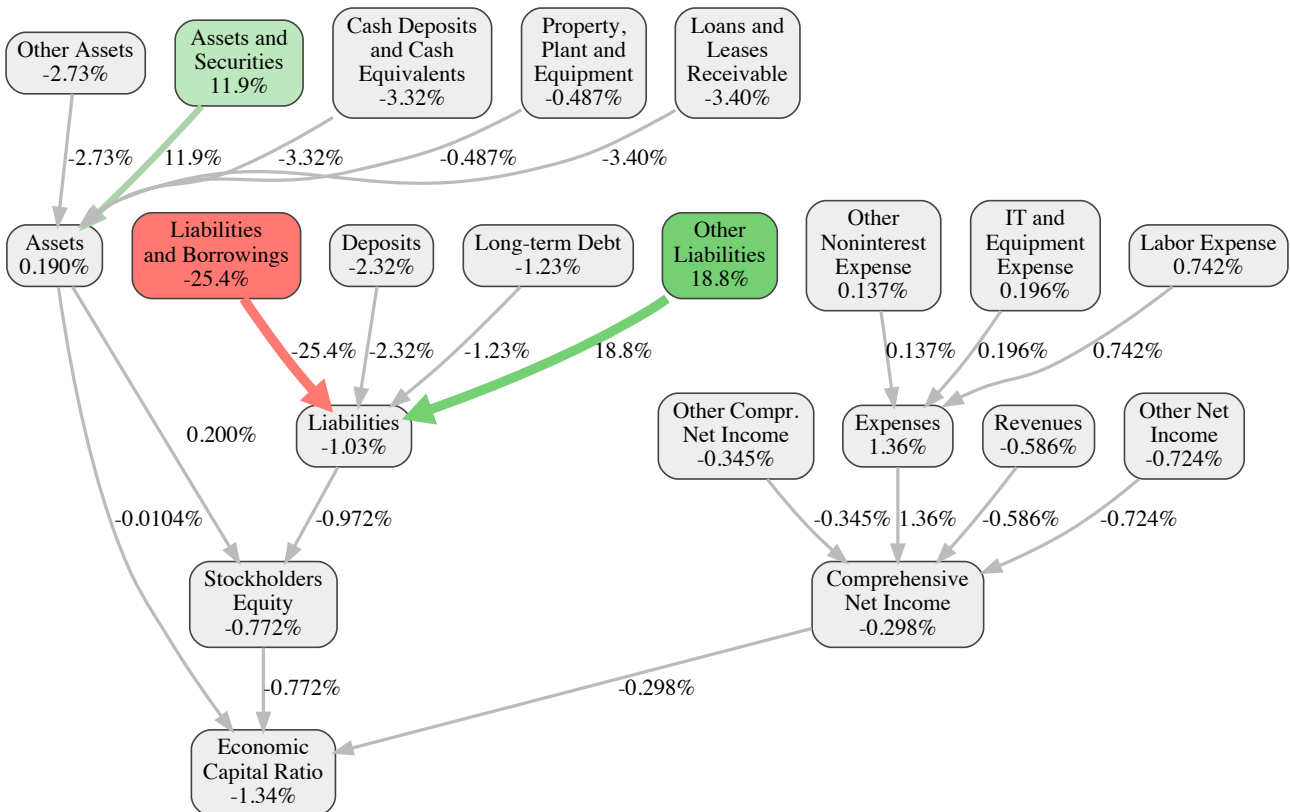 Other Assets
-2.73%
Assets and
Securities
11.9%
Cash Deposits
and Cash
Equivalents
-3.32%
Property,
Plant and
Equipment
-0.487%
Loans and
Leases
Receivable
-3.40%
-2.73%
11.9%
-3.32%
-0.487%
-3.40%
Assets
0.190%
Liabilities
and Borrowings
-25.4%
Deposits
-2.32%
Long-term Debt
-1.23%
Other
Liabilities
18.8%
Other
Noninterest
Expense
0.137%
IT and
Equipment
Expense
0.196%
Labor Expense
0.742%
-25.4%
-2.32%
-1.23%
18.8%
0.137%
0.196%
0.742%
Liabilities
-1.03%
Other Compr.
Net Income
-0.345%
Expenses
1.36%
Revenues
-0.586%
Other Net
Income
-0.724%
0.200%
-0.0104%
-0.972%
-0.345%
1.36%
-0.586%
-0.724%
Stockholders
Equity
-0.772%
Comprehensive
Net Income
-0.298%
-0.772%
-0.298%
Economic
Capital Ratio
-1.34%